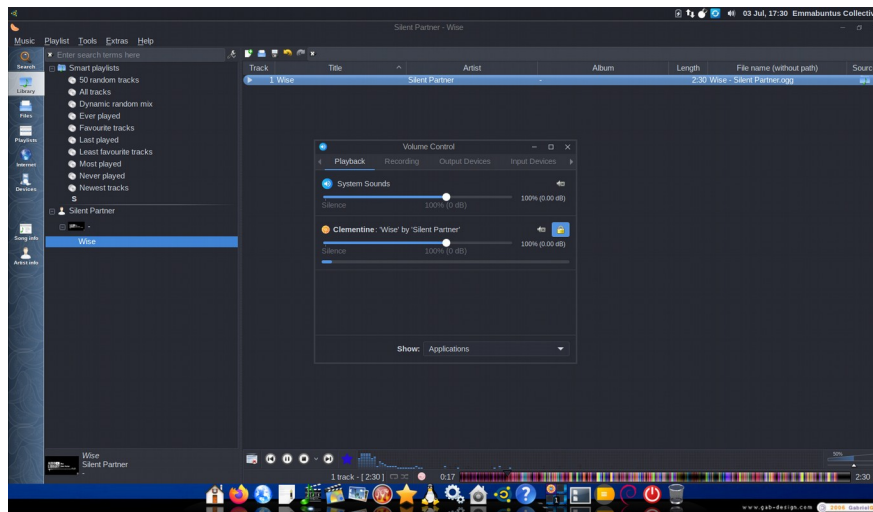 03 Jul, 17:30 Emmabuntus Collectiv
Silent Partner - Wise
Music Playlist Tools Extras Help
Search
Enter search terms here
Library
Files
Playlists
Internet
Devices
Song info
Artist info
Smart playlists
50 random tracks
All tracks
Dynamic random mix
Ever played
Favourite tracks
Last played
Least favourite tracks
Most played
Never played
Newest tracks
S
Silent Partner
-
Wise
Track Title Artist Album Length File name (without path) Sourc
1 Wise Silent Partner - 2:30 Wise - Silent Partner.ogg
Volume Control
Playback Recording Output Devices Input Devices
System Sounds
100% (0.00 dB)
Silence 100% (0 dB)
Clementine: 'Wise' by 'Silent Partner'
100% (0.00 dB)
Silence 100% (0 dB)
Show: Applications
Wise
Silent Partner
-
50%
1 track - [ 2:30 ] 0:17 2:30
www.gab-design.com 2006 Gabriel